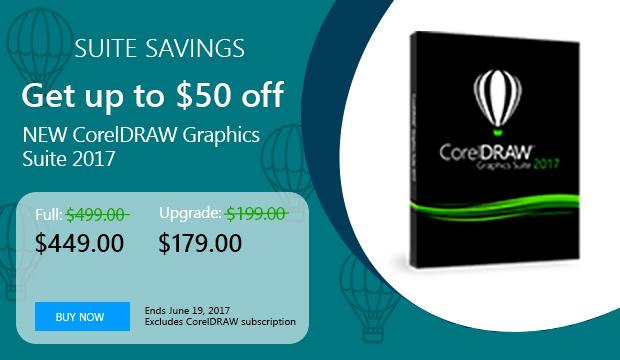 SUITE SAVINGS
Get up to $50 off
NEW CorelDRAW Graphics
Suite 2017
Full: $499.00
Upgrade: $199.00
$449.00
$179.00
BUY NOW
Ends June 19, 2017
Excludes CorelDRAW subscription
CorelDRAW
Graphics Suite 2017